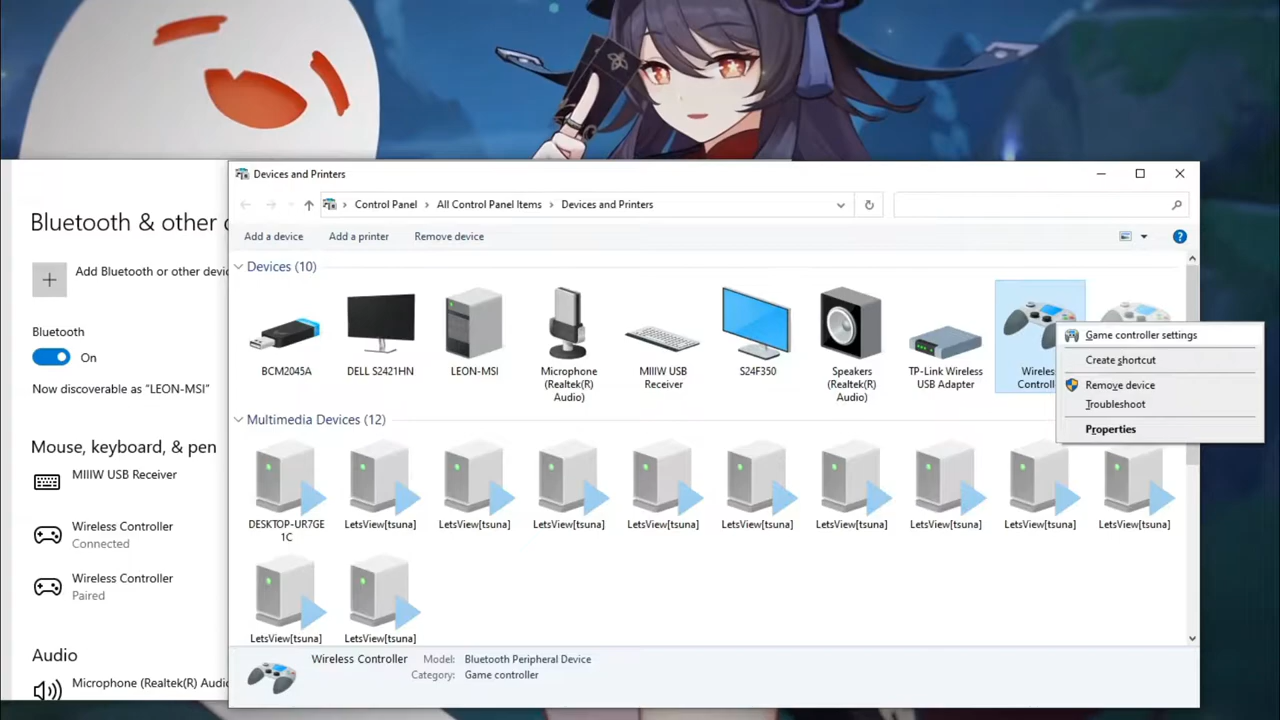 Bluetooth & other
Add Bluetooth or other
Bluetooth
On
Now discoverable as "LEON-MSI"
Mouse, keyboard, & pen
MIIIW USB Receiver
Wireless Controller
Connected
Wireless Controller
Paired
Audio
Microphone (Realtek(R)
Devices and Printers
Control Panel > All Control Panel Items > Devices and Printers
Add a device
Add a printer
Remove device
Devices (10)
BCM2045A
DELL S2421HN
LEON-MSI
Microphone
(Realtek(R)
Audio)
MIIIW USB
Receiver
S24F350
Speakers
(Realtek(R)
Audio)
TP-Link Wireless
USB Adapter
Game controller settings
Create shortcut
Remove device
Troubleshoot
Properties
Multimedia Devices (12)
DESKTOP-UR7GE
1C
LetsView[tsuna]
LetsView[tsuna]
LetsView[tsuna]
LetsView[tsuna]
LetsView[tsuna]
LetsView[tsuna]
LetsView[tsuna]
LetsView[tsuna]
LetsView[tsuna]
LetsView[tsuna]
LetsView[tsuna]
Wireless Controller
Model: Bluetooth Peripheral Device
Category: Game controller